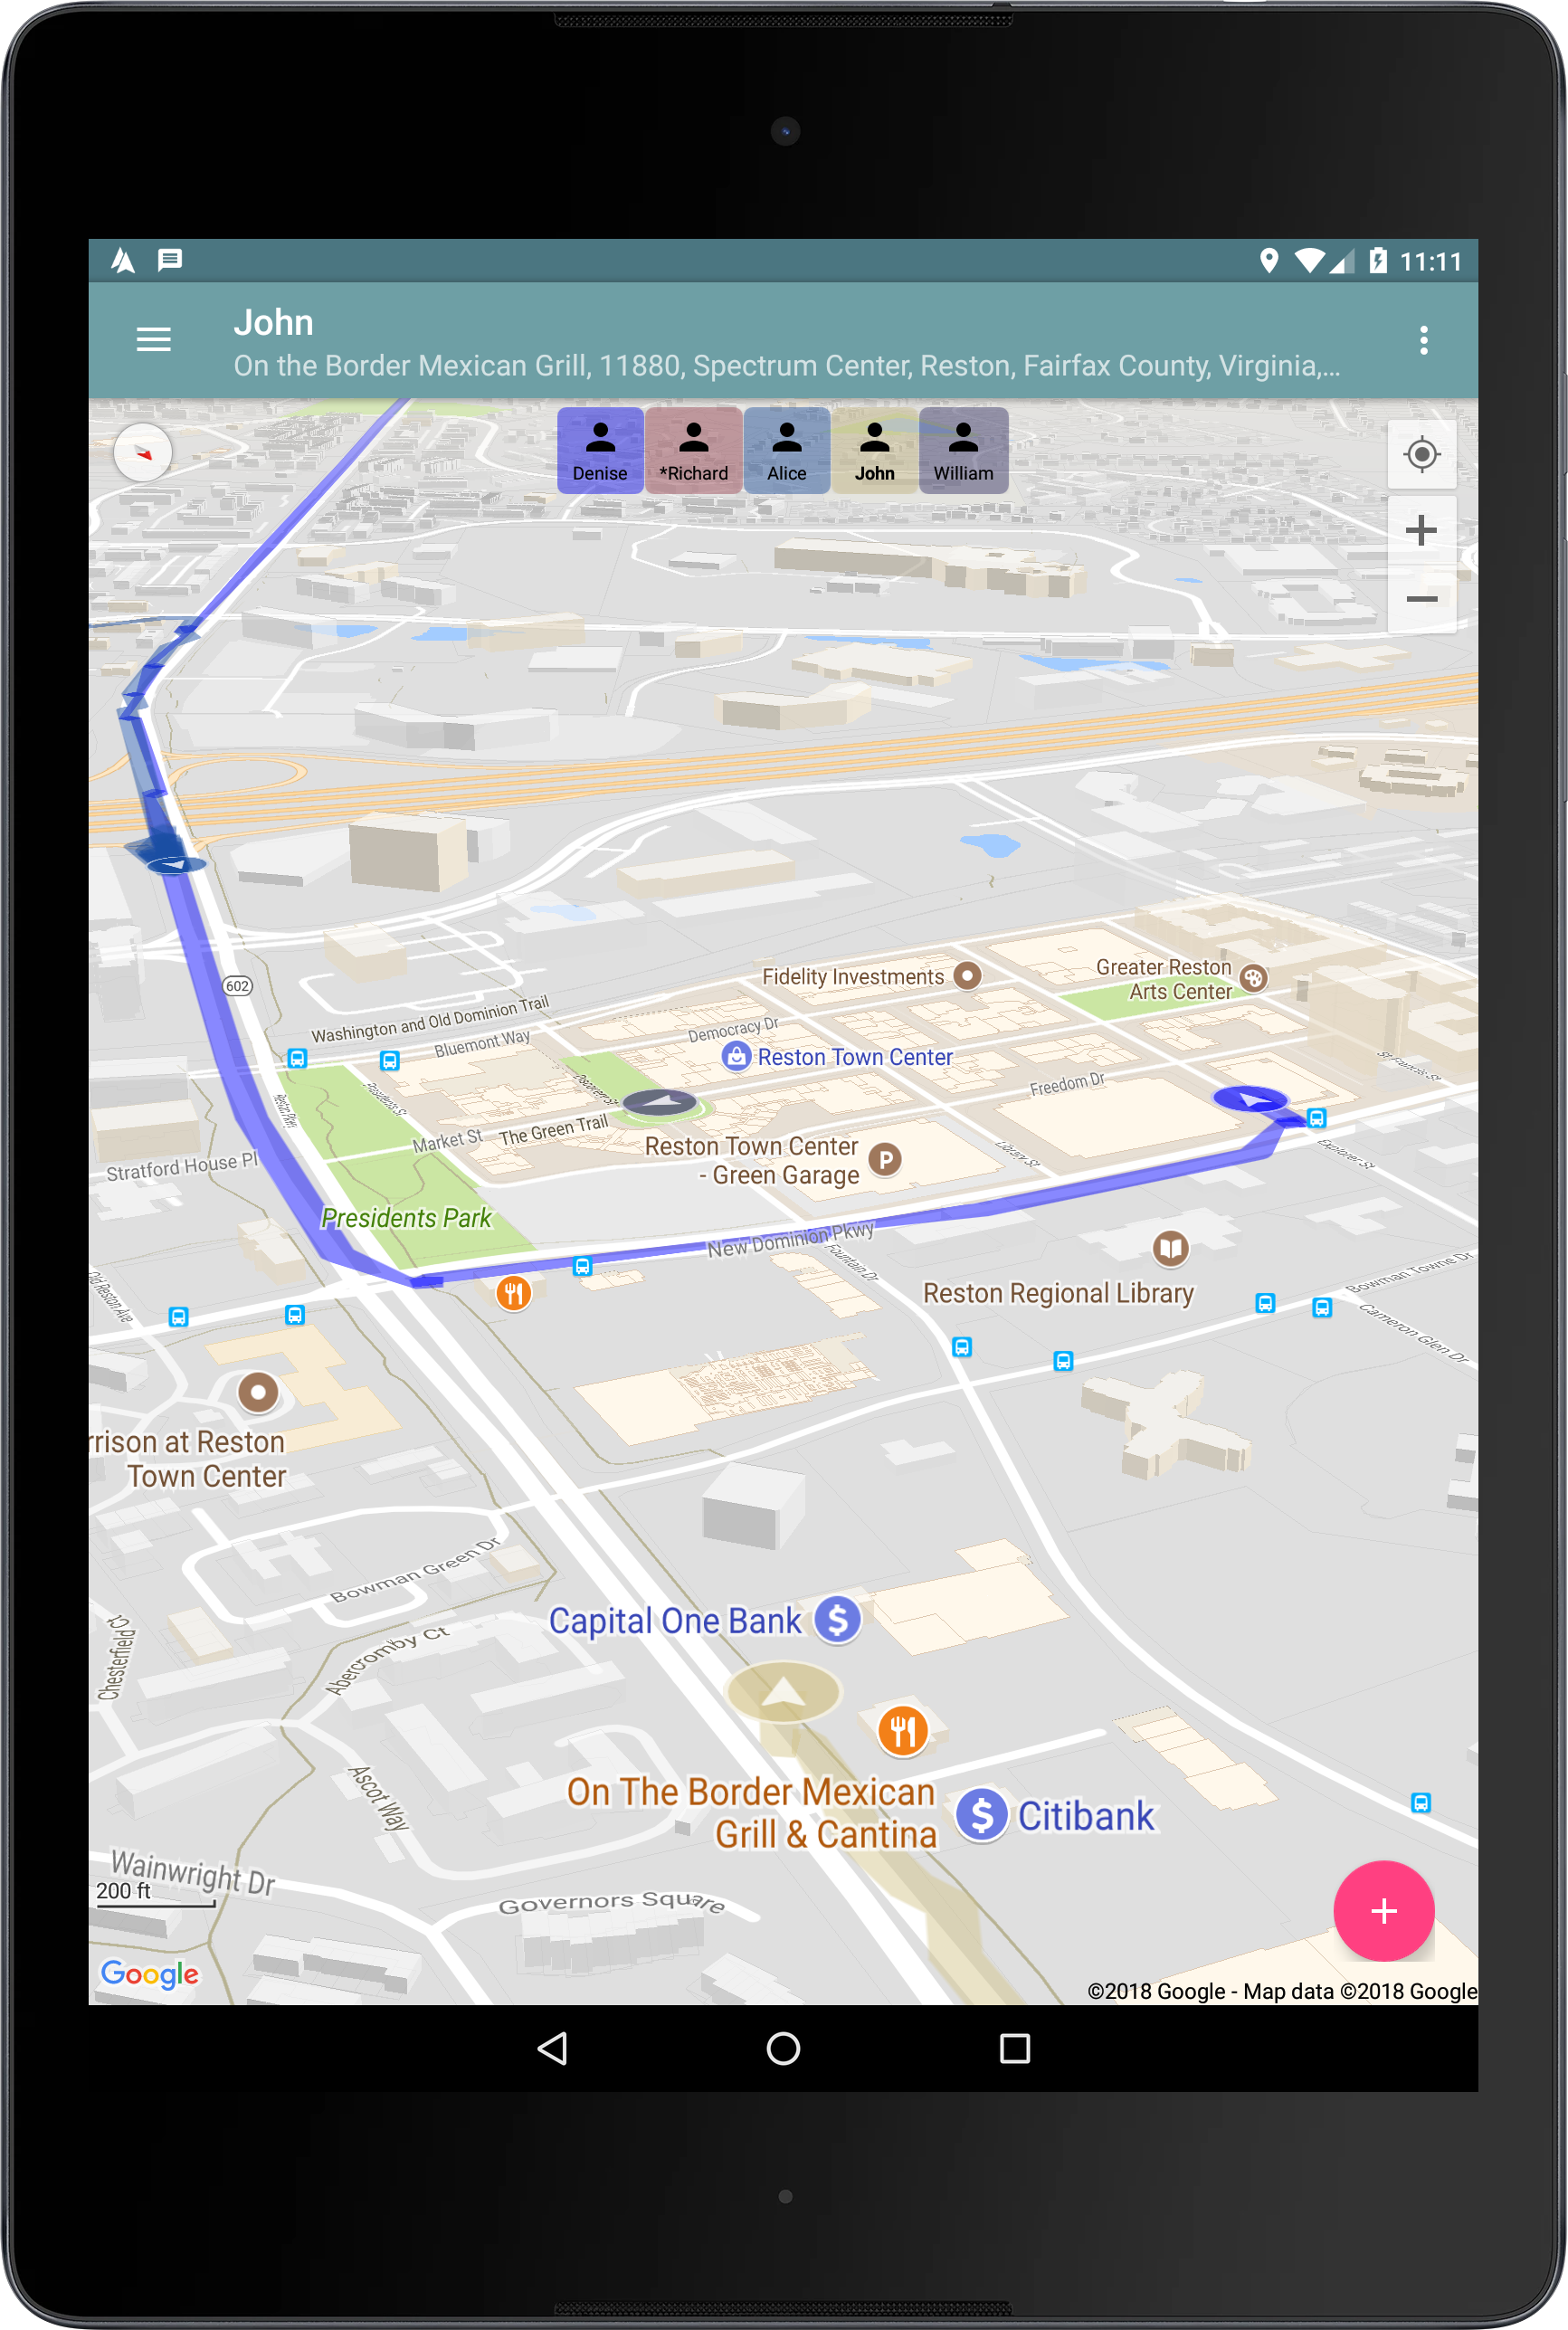 11:11
John
On the Border Mexican Grill, 11880, Spectrum Center, Reston, Fairfax County, Virginia,...
Denise
*Richard
Alice
John
William
602
Fidelity Investments
Greater Reston
Arts Center
Washington and Old Dominion Trail
Bluemont Way
Democracy Dr
Reston Town Center
St Francis St
Freedom Dr
Reston Pkwy
Presidents St
Discovery St
Market St
The Green Trail
Explorer St
Library St
Stratford House Pl
Reston Town Center
- Green Garage
P
Presidents Park
New Dominion Pkwy
Fountain Dr
Old Reston Ave
Reston Regional Library
Bowman Towne Dr
Cameron Glen Dr
rrison at Reston
Town Center
Bowman Green Dr
Capital One Bank
$
Chesterfield Ct
Abercromby Ct
Ascot Way
On The Border Mexican
Grill & Cantina
$
Citibank
Wainwright Dr
200 ft
Governors Square
Google
©2018 Google - Map data ©2018 Google